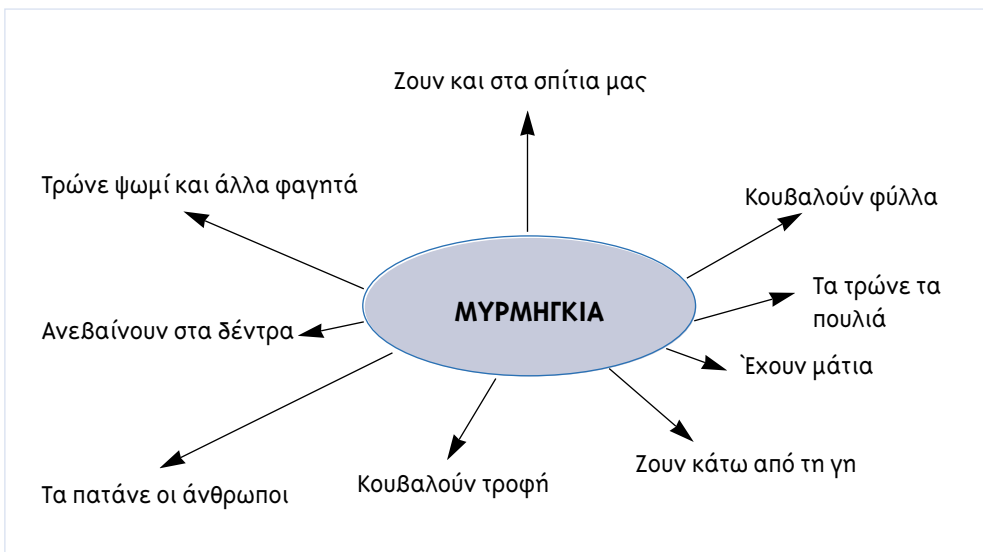 Ζουν και στα σπίτια μας
Τρώνε ψωμί και άλλα φαγητά
Κουβαλούν φύλλα
ΜΥΡΜΗΓΚΙΑ
Τα τρώνε τα
πουλιά
Ανεβαίνουν στα δέντρα
Έχουν μάτια
Ζουν κάτω από τη γη
Κουβαλούν τροφή
Τα πατάνε οι άνθρωποι